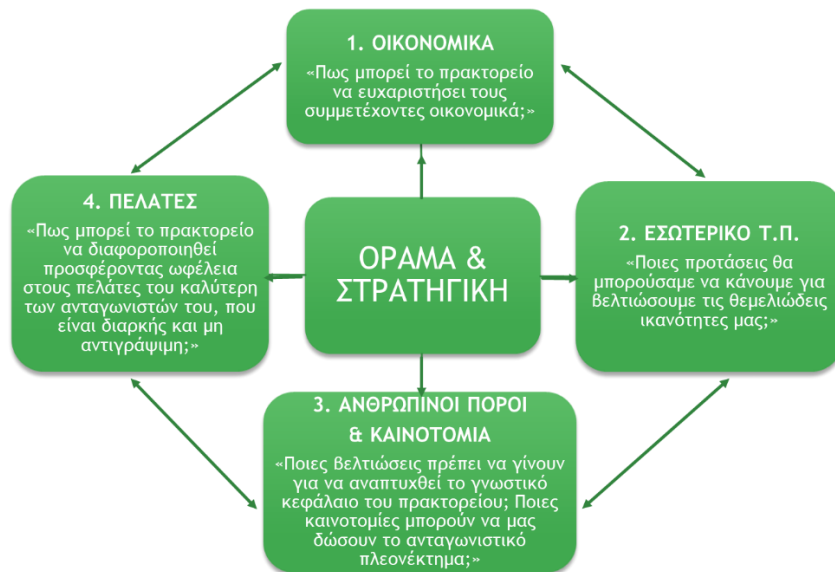 1. ΟΙΚΟΝΟΜΙΚΑ
«Πως μπορεί το πρακτορείο
να ευχαριστήσει τους
συμμετέχοντες οικονομικά;»
4. ΠΕΛΑΤΕΣ
«Πως μπορεί το πρακτορείο
να διαφοροποιηθεί
προσφέροντας ωφέλεια
στους πελάτες του καλύτερη
των ανταγωνιστών του, που
είναι διαρκής και μη
αντιγράψιμη;»
ΟΡΑΜΑ &
ΣΤΡΑΤΗΓΙΚΗ
2. ΕΣΩΤΕΡΙΚΟ Τ.Π.
«Ποιες προτάσεις θα
μπορούσαμε να κάνουμε για
βελτιώσουμε τις θεμελιώδεις
ικανότητες μας;»
3. ΑΝΘΡΩΠΙΝΟΙ ΠΟΡΟΙ
& ΚΑΙΝΟΤΟΜΙΑ
«Ποιες βελτιώσεις πρέπει να γίνουν
για να αναπτυχθεί το γνωστικό
κεφάλαιο του πρακτορείου; Ποιες
καινοτομίες μπορούν να μας
δώσουν το ανταγωνιστικό
πλεονέκτημα;»